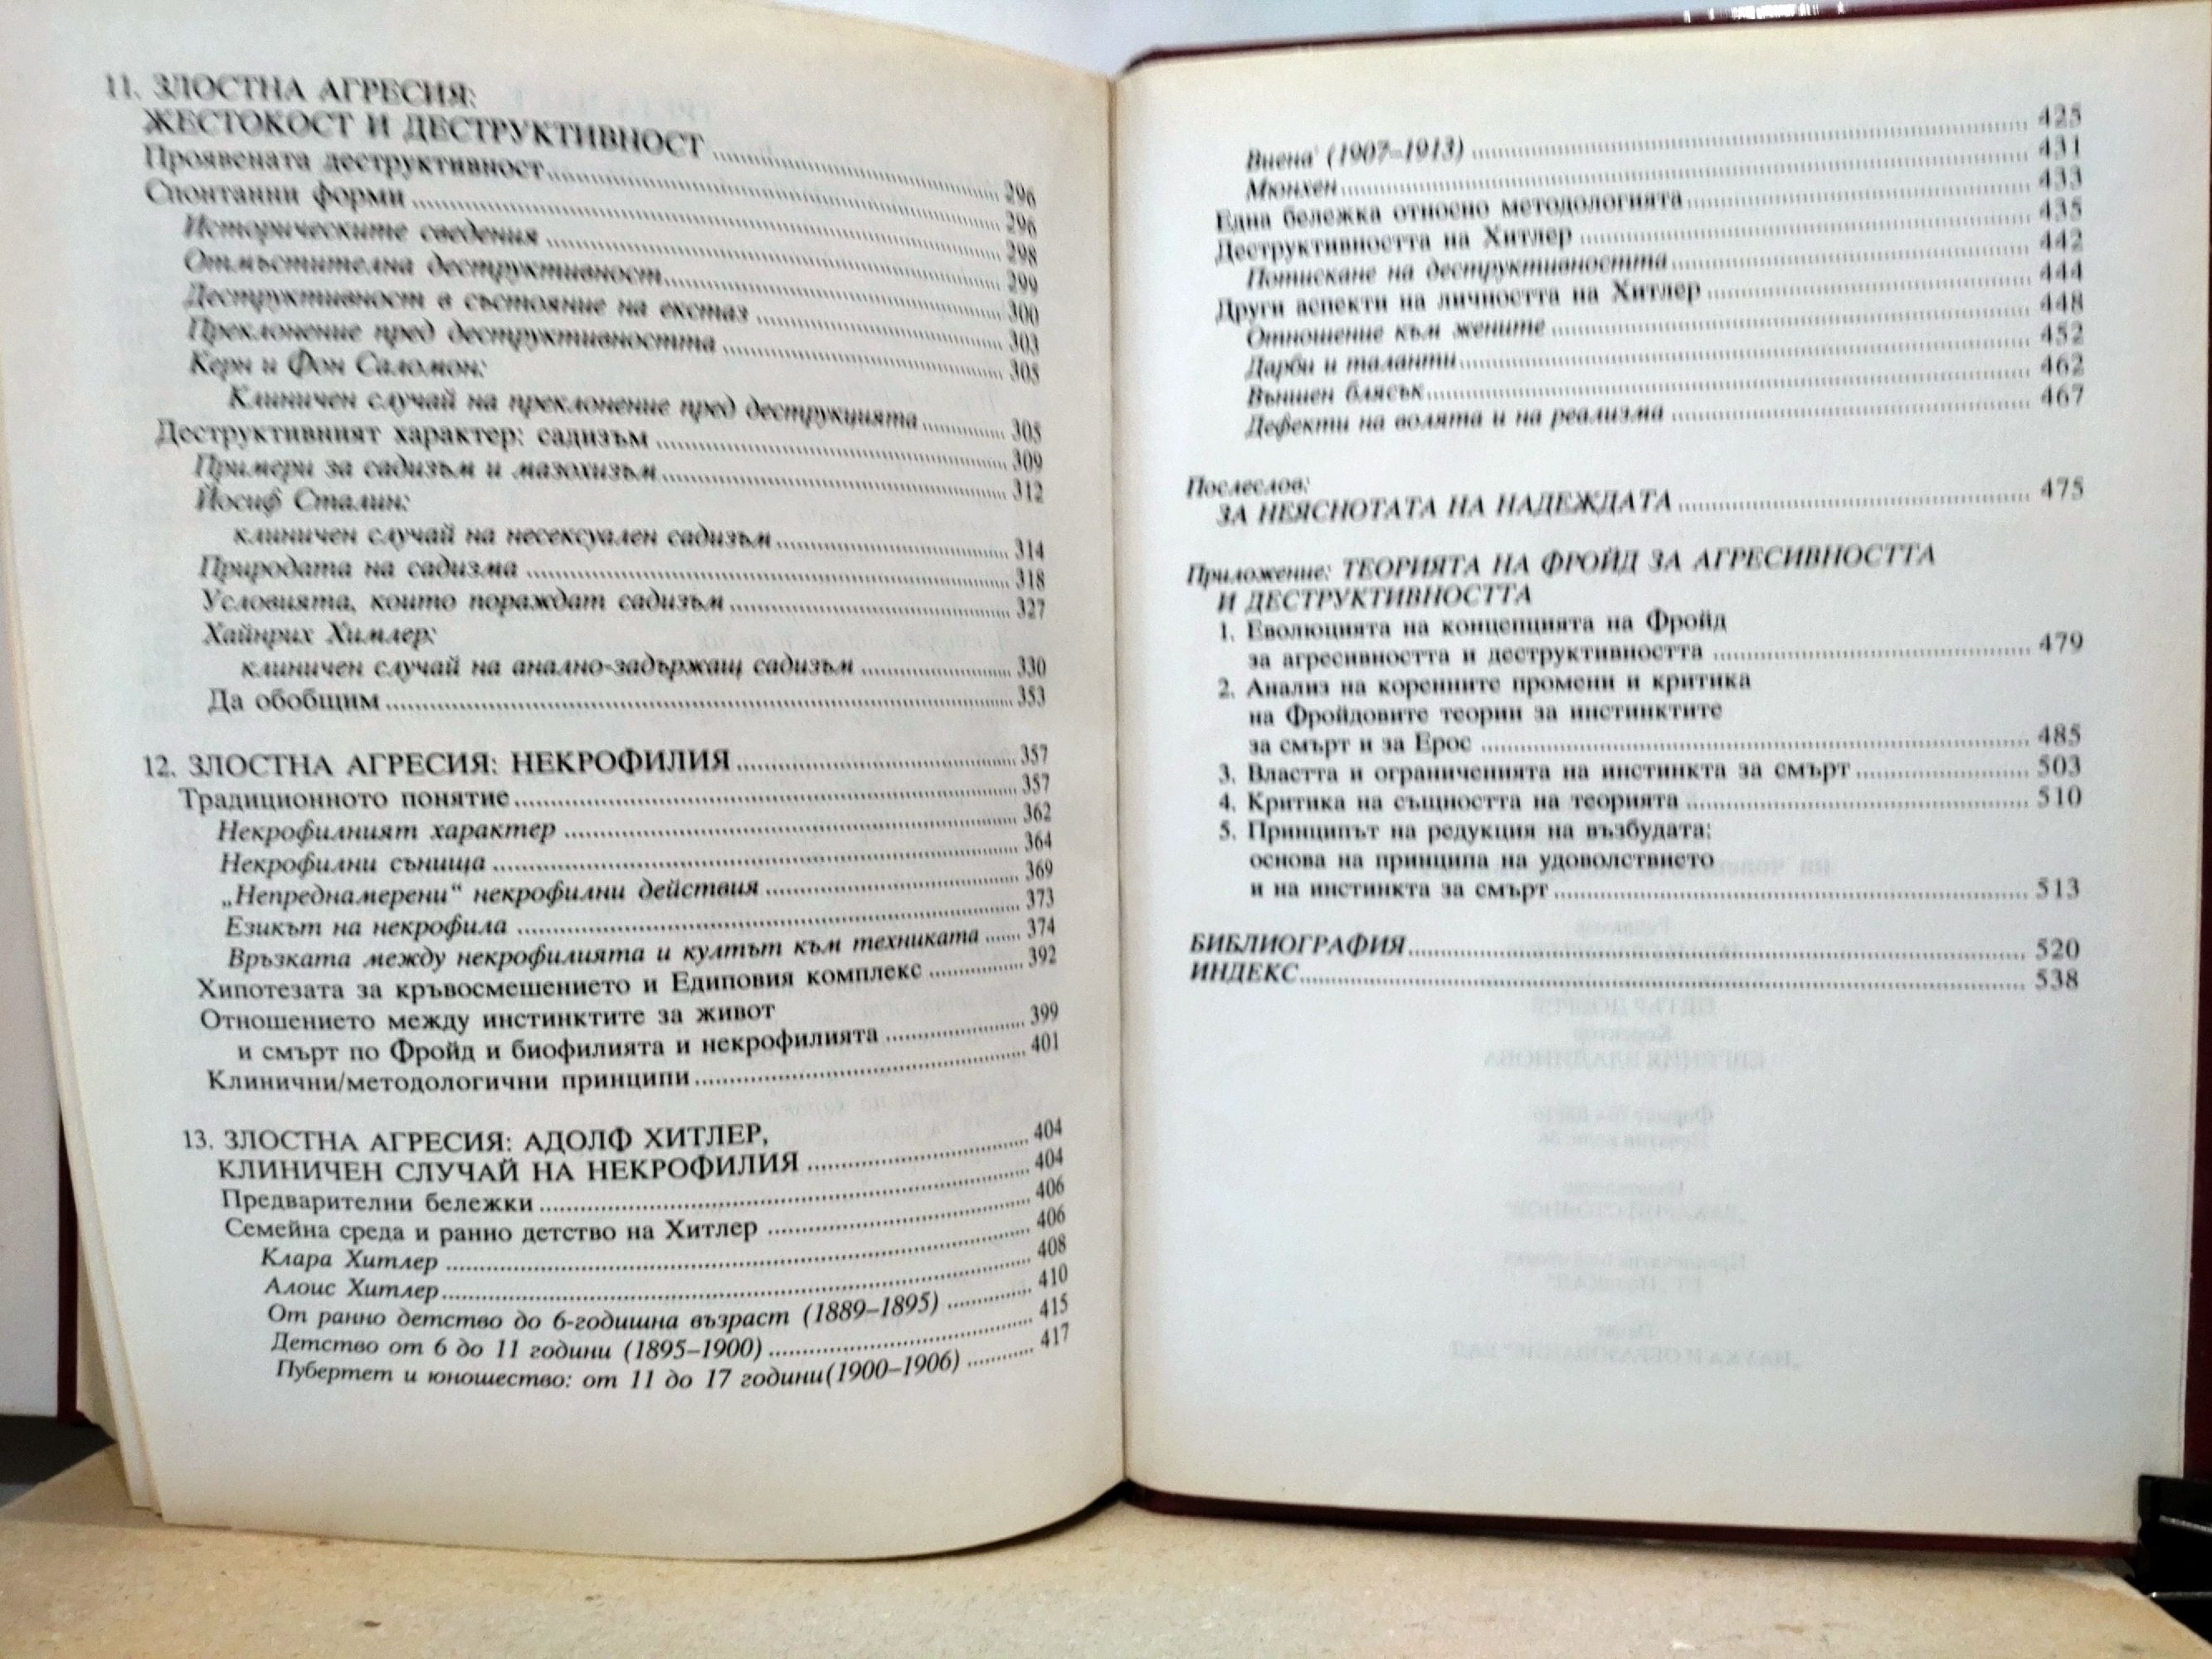 11. ЗЛОСТНА АГРЕСИЯ:
ЖЕСТОКОСТ И ДЕСТРУКТИВНОСТ ..... 296
Проявената деструктивност ..... 296
Спонтанни форми ..... 298
Историческите сведения ..... 299
Отмъстителна деструктивност ..... 300
Деструктивност в състояние на екстаз ..... 303
Преклонение пред деструктивността ..... 305
Керн и Фон Саломон:
Клиничен случай на преклонение пред деструкцията ..... 305
Деструктивният характер: садизъм ..... 309
Примери за садизъм и мазохизъм ..... 312
Йосиф Сталин:
клиничен случай на несексуален садизъм ..... 314
Природата на садизма ..... 318
Условията, които пораждат садизъм ..... 327
Хайнрих Химлер:
клиничен случай на анално-задържащ садизъм ..... 330
Да обобщим ..... 353
12. ЗЛОСТНА АГРЕСИЯ: НЕКРОФИЛИЯ ..... 357
Традиционното понятие ..... 357
Некрофилният характер ..... 362
Некрофилни сънища ..... 364
„Непреднамерени“ некрофилни действия ..... 369
Езикът на некрофила ..... 373
Връзката между некрофилията и култът към техниката ..... 374
Хипотезата за кръвосмешението и Едиповия комплекс ..... 392
Отношението между инстинктите за живот
и смърт по Фройд и биофилията и некрофилията ..... 399
Клинични/методологични принципи ..... 401
13. ЗЛОСТНА АГРЕСИЯ: АДОЛФ ХИТЛЕР,
КЛИНИЧЕН СЛУЧАЙ НА НЕКРОФИЛИЯ ..... 404
Предварителни бележки ..... 404
Семейна среда и ранно детство на Хитлер ..... 406
Клара Хитлер ..... 406
Алоис Хитлер ..... 408
От ранно детство до 6-годишна възраст (1889–1895) ..... 410
Детство от 6 до 11 години (1895–1900) ..... 415
Пубертет и юношество: от 11 до 17 години(1900–1906) ..... 417
Виена (1907–1913) ..... 425
Мюнхен ..... 431
Една бележка относно методологията ..... 433
Деструктивността на Хитлер ..... 435
Потискане на деструктивността ..... 442
Други аспекти на личността на Хитлер ..... 444
Отношение към жените ..... 448
Дарби и таланти ..... 452
Външен блясък ..... 462
Дефекти на волята и на реализма ..... 467
Послеслов:
ЗА НЕЯСНОТАТА НА НАДЕЖДАТА ..... 475
Приложение: ТЕОРИЯТА НА ФРОЙД ЗА АГРЕСИВНОСТТА
И ДЕСТРУКТИВНОСТТА
1. Еволюцията на концепцията на Фройд
за агресивността и деструктивността ..... 479
2. Анализ на коренните промени и критика
на Фройдовите теории за инстинктите
за смърт и за Ерос ..... 485
3. Властта и ограниченията на инстинкта за смърт ..... 503
4. Критика на същността на теорията ..... 510
5. Принципът на редукция на възбудата:
основа на принципа на удоволствието
и на инстинкта за смърт ..... 513
БИБЛИОГРАФИЯ ..... 520
ИНДЕКС ..... 538